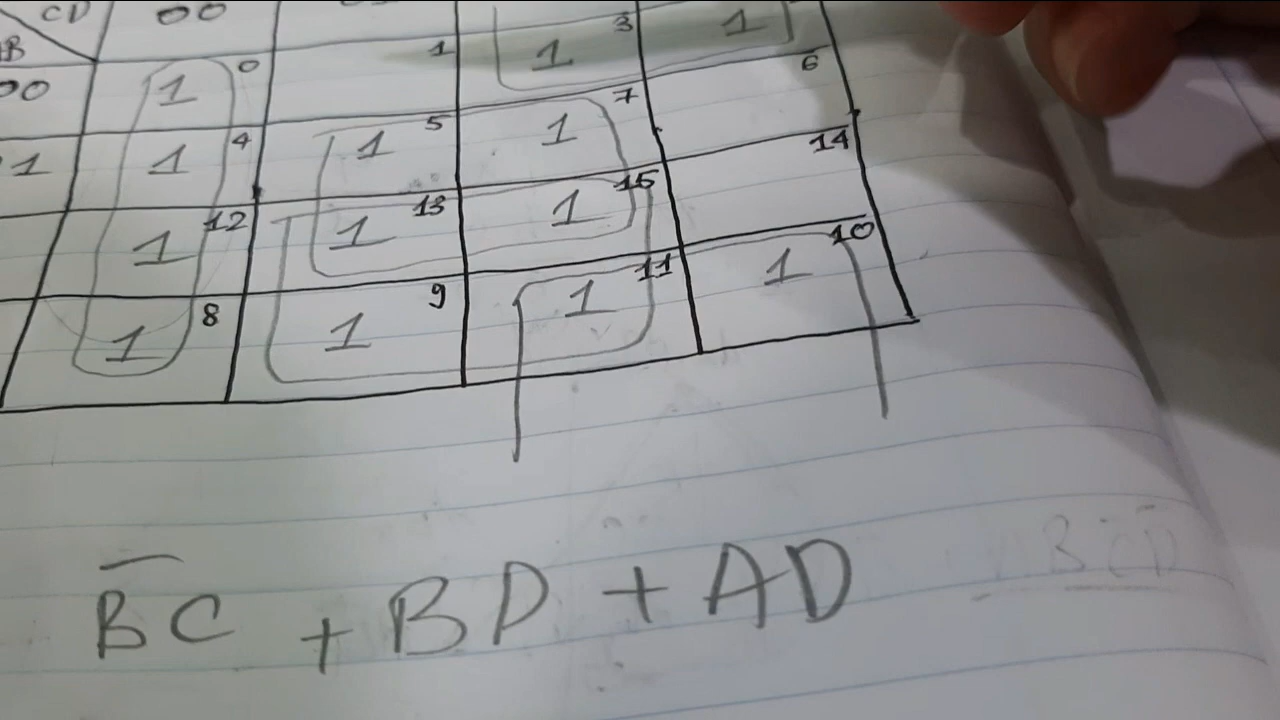 CD 00
AB
00 1 0 1 1 3 1
1 1 4 1 5 1 7 6
1 12 1 13 1 15 14
1 8 1 9 1 11 1 10
B̅C + BD + AD